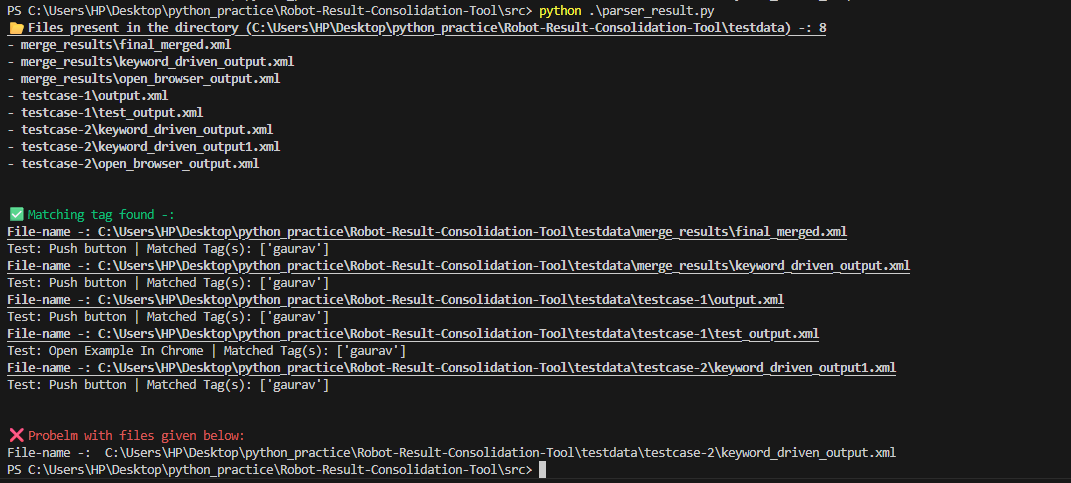 PS C:\Users\HP\Desktop\python_practice\Robot-Result-Consolidation-Tool\src> python .\parser_result.py
📂 Files present in the directory (C:\Users\HP\Desktop\python_practice\Robot-Result-Consolidation-Tool\testdata) -: 8
- merge_results\final_merged.xml
- merge_results\keyword_driven_output.xml
- merge_results\open_browser_output.xml
- testcase-1\output.xml
- testcase-1\test_output.xml
- testcase-2\keyword_driven_output.xml
- testcase-2\keyword_driven_output1.xml
- testcase-2\open_browser_output.xml
✅ Matching tag found -:
File-name -: C:\Users\HP\Desktop\python_practice\Robot-Result-Consolidation-Tool\testdata\merge_results\final_merged.xml
Test: Push button | Matched Tag(s): ['gaurav']
File-name -: C:\Users\HP\Desktop\python_practice\Robot-Result-Consolidation-Tool\testdata\merge_results\keyword_driven_output.xml
Test: Push button | Matched Tag(s): ['gaurav']
File-name -: C:\Users\HP\Desktop\python_practice\Robot-Result-Consolidation-Tool\testdata\testcase-1\output.xml
Test: Push button | Matched Tag(s): ['gaurav']
File-name -: C:\Users\HP\Desktop\python_practice\Robot-Result-Consolidation-Tool\testdata\testcase-1\test_output.xml
Test: Open Example In Chrome | Matched Tag(s): ['gaurav']
File-name -: C:\Users\HP\Desktop\python_practice\Robot-Result-Consolidation-Tool\testdata\testcase-2\keyword_driven_output1.xml
Test: Push button | Matched Tag(s): ['gaurav']
❌ Probelm with files given below:
File-name -:  C:\Users\HP\Desktop\python_practice\Robot-Result-Consolidation-Tool\testdata\testcase-2\keyword_driven_output.xml
PS C:\Users\HP\Desktop\python_practice\Robot-Result-Consolidation-Tool\src>